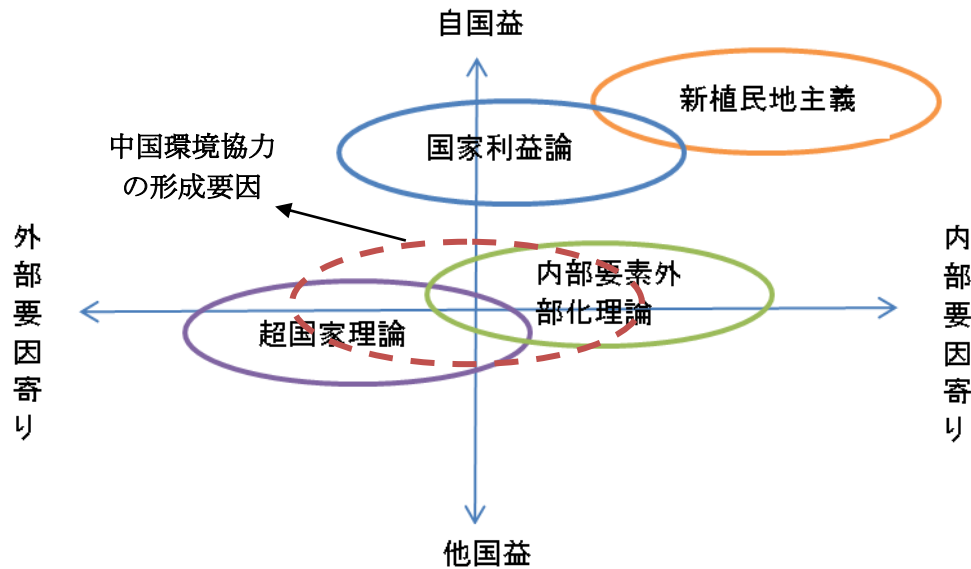 自国益
新植民地主義
国家利益論
中国環境協力
の形成要因
外部要因寄り
内部要因寄り
内部要素外
部化理論
超国家理論
他国益